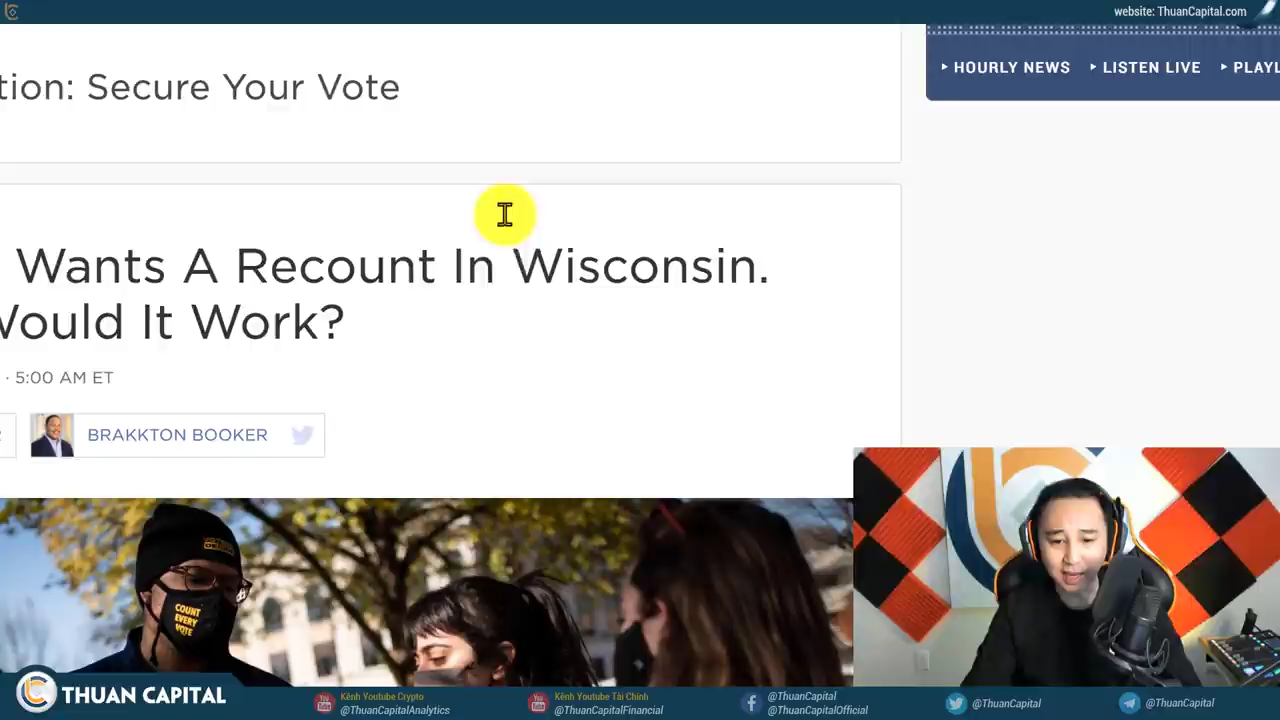 website: ThuanCapital.com
HOURLY NEWS
LISTEN LIVE
tion: Secure Your Vote
Wants A Recount In Wisconsin.
Would It Work?
· 5:00 AM ET
BRAKKTON BOOKER
COUNT
EVERY
VOTE
THUAN CAPITAL
Kênh Youtube Crypto
@ThuanCapitalAnalytics
Kênh Youtube Tài Chính
@ThuanCapitalFinancial
@ThuanCapital
@ThuanCapitalOfficial
@ThuanCapital
@ThuanCapital